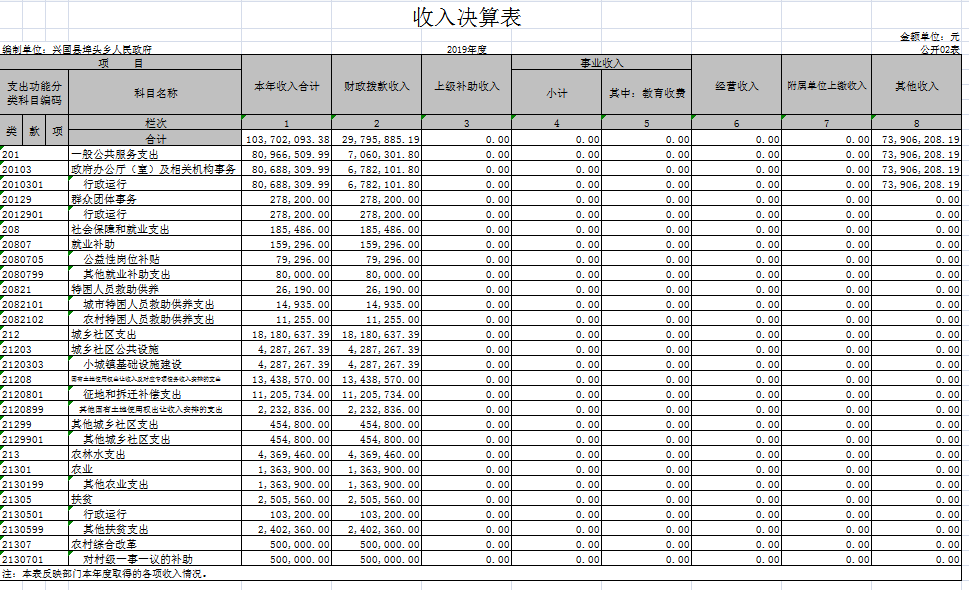 收入决算表
金额单位：元
编制单位：兴国县埠头乡人民政府 2019年度 公开02表
项 目 本年收入合计 财政拨款收入 上级补助收入 事业收入 经营收入 附属单位上缴收入 其他收入
支出功能分类科目编码 科目名称 小计 其中：教育收费
类 款 项 栏次 1 2 3 4 5 6 7 8
合计 103,702,093.38 29,795,885.19 0.00 0.00 0.00 0.00 0.00 73,906,208.19
201 一般公共服务支出 80,966,509.99 7,060,301.80 0.00 0.00 0.00 0.00 0.00 73,906,208.19
20103 政府办公厅（室）及相关机构事务 80,688,309.99 6,782,101.80 0.00 0.00 0.00 0.00 0.00 73,906,208.19
2010301 行政运行 80,688,309.99 6,782,101.80 0.00 0.00 0.00 0.00 0.00 73,906,208.19
20129 群众团体事务 278,200.00 278,200.00 0.00 0.00 0.00 0.00 0.00 0.00
2012901 行政运行 278,200.00 278,200.00 0.00 0.00 0.00 0.00 0.00 0.00
208 社会保障和就业支出 185,486.00 185,486.00 0.00 0.00 0.00 0.00 0.00 0.00
20807 就业补助 159,296.00 159,296.00 0.00 0.00 0.00 0.00 0.00 0.00
2080705 公益性岗位补贴 79,296.00 79,296.00 0.00 0.00 0.00 0.00 0.00 0.00
2080799 其他就业补助支出 80,000.00 80,000.00 0.00 0.00 0.00 0.00 0.00 0.00
20821 特困人员救助供养 26,190.00 26,190.00 0.00 0.00 0.00 0.00 0.00 0.00
2082101 城市特困人员救助供养支出 14,935.00 14,935.00 0.00 0.00 0.00 0.00 0.00 0.00
2082102 农村特困人员救助供养支出 11,255.00 11,255.00 0.00 0.00 0.00 0.00 0.00 0.00
212 城乡社区支出 18,180,637.39 18,180,637.39 0.00 0.00 0.00 0.00 0.00 0.00
21203 城乡社区公共设施 4,287,267.39 4,287,267.39 0.00 0.00 0.00 0.00 0.00 0.00
2120303 小城镇基础设施建设 4,287,267.39 4,287,267.39 0.00 0.00 0.00 0.00 0.00 0.00
21208 国有土地使用权出让收入及对应专项债务收入安排的支出 13,438,570.00 13,438,570.00 0.00 0.00 0.00 0.00 0.00 0.00
2120801 征地和拆迁补偿支出 11,205,734.00 11,205,734.00 0.00 0.00 0.00 0.00 0.00 0.00
2120899 其他国有土地使用权出让收入安排的支出 2,232,836.00 2,232,836.00 0.00 0.00 0.00 0.00 0.00 0.00
21299 其他城乡社区支出 454,800.00 454,800.00 0.00 0.00 0.00 0.00 0.00 0.00
2129901 其他城乡社区支出 454,800.00 454,800.00 0.00 0.00 0.00 0.00 0.00 0.00
213 农林水支出 4,369,460.00 4,369,460.00 0.00 0.00 0.00 0.00 0.00 0.00
21301 农业 1,363,900.00 1,363,900.00 0.00 0.00 0.00 0.00 0.00 0.00
2130199 其他农业支出 1,363,900.00 1,363,900.00 0.00 0.00 0.00 0.00 0.00 0.00
21305 扶贫 2,505,560.00 2,505,560.00 0.00 0.00 0.00 0.00 0.00 0.00
2130501 行政运行 103,200.00 103,200.00 0.00 0.00 0.00 0.00 0.00 0.00
2130599 其他扶贫支出 2,402,360.00 2,402,360.00 0.00 0.00 0.00 0.00 0.00 0.00
21307 农村综合改革 500,000.00 500,000.00 0.00 0.00 0.00 0.00 0.00 0.00
2130701 对村级一事一议的补助 500,000.00 500,000.00 0.00 0.00 0.00 0.00 0.00 0.00
注：本表反映部门本年度取得的各项收入情况。